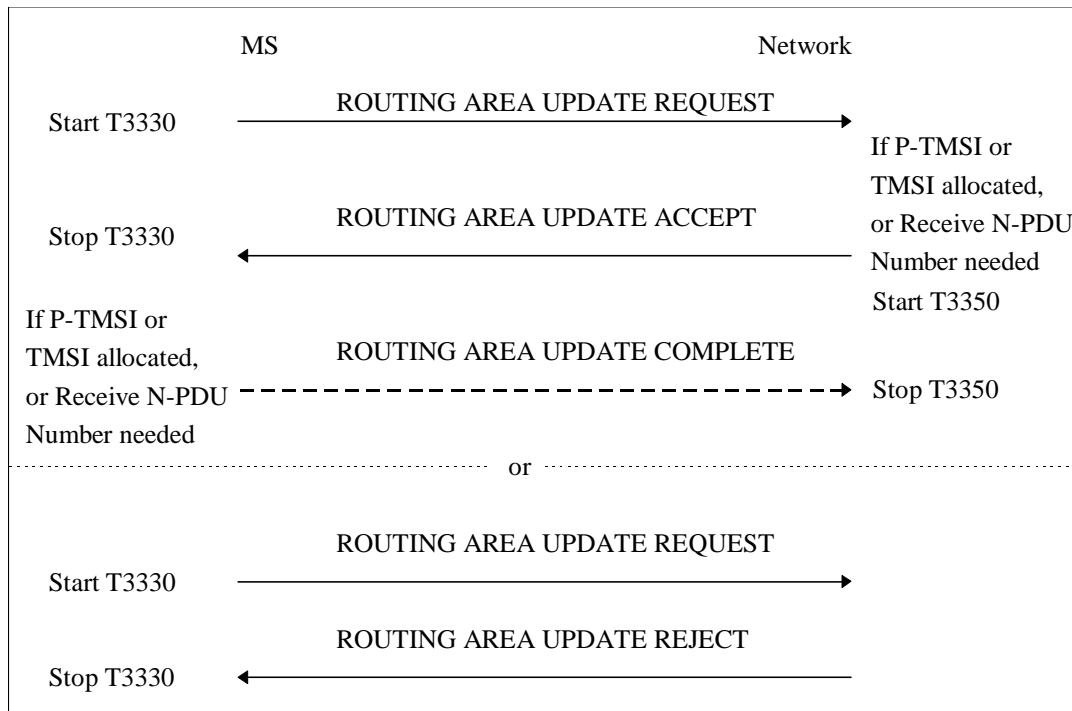 MS
Network
ROUTING AREA UPDATE REQUEST
Start T3330
If P-TMSI or
TMSI allocated,
or Receive N-PDU
Number needed
Start T3350
ROUTING AREA UPDATE ACCEPT
Stop T3330
If P-TMSI or
TMSI allocated,
or Receive N-PDU
Number needed
ROUTING AREA UPDATE COMPLETE
Stop T3350
or
ROUTING AREA UPDATE REQUEST
Start T3330
ROUTING AREA UPDATE REJECT
Stop T3330